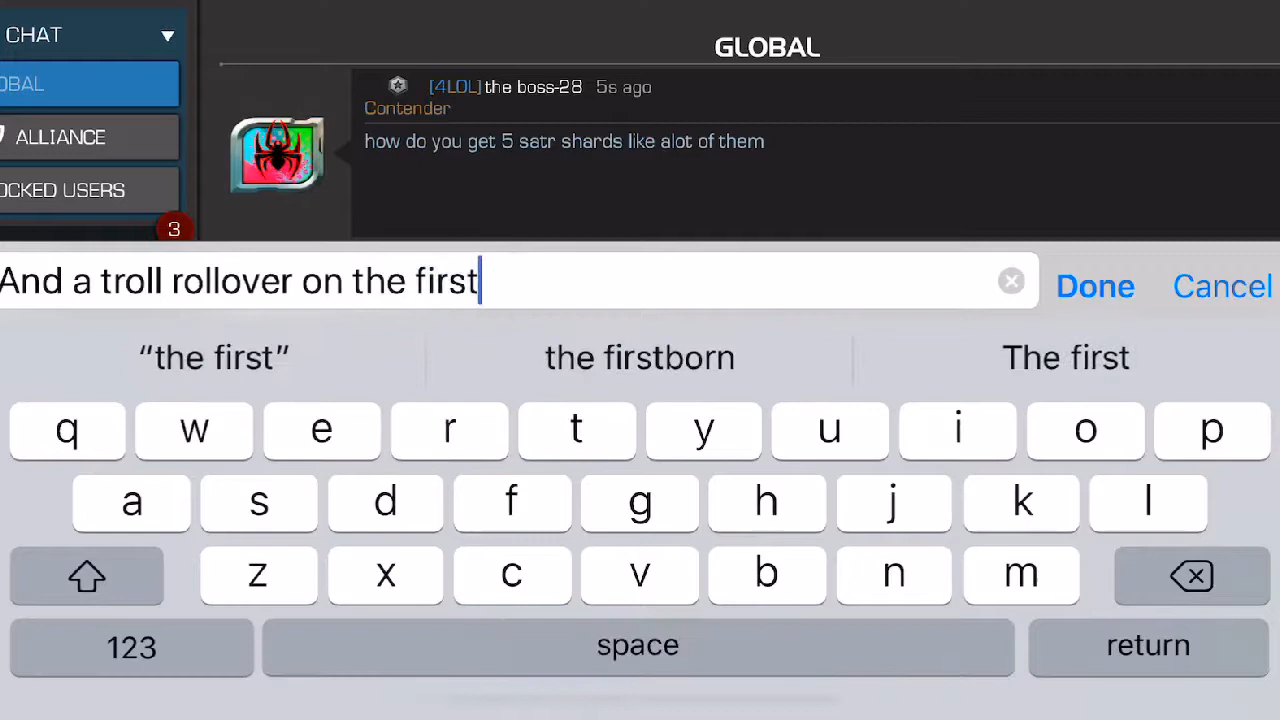 CHAT
GLOBAL
OBAL
[4LOL] the boss-28 5s ago
Contender
ALLIANCE
how do you get 5 satr shards like alot of them
OCKED USERS
3
And a troll rollover on the first
Done
Cancel
"the first"
the firstborn
The first
q w e r t y u i o p
a s d f g h j k l
z x c v b n m
123
space
return